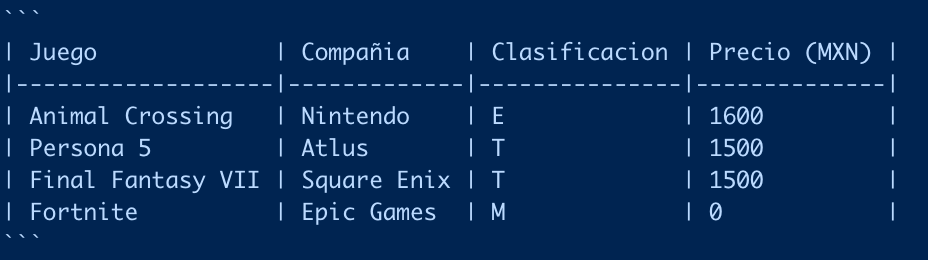 ```
| Juego             | Compañia    | Clasificacion | Precio (MXN) |
|-------------------|-------------|---------------|--------------|
| Animal Crossing   | Nintendo    | E             | 1600         |
| Persona 5         | Atlus       | T             | 1500         |
| Final Fantasy VII | Square Enix | T             | 1500         |
| Fortnite          | Epic Games  | M             | 0            |
```